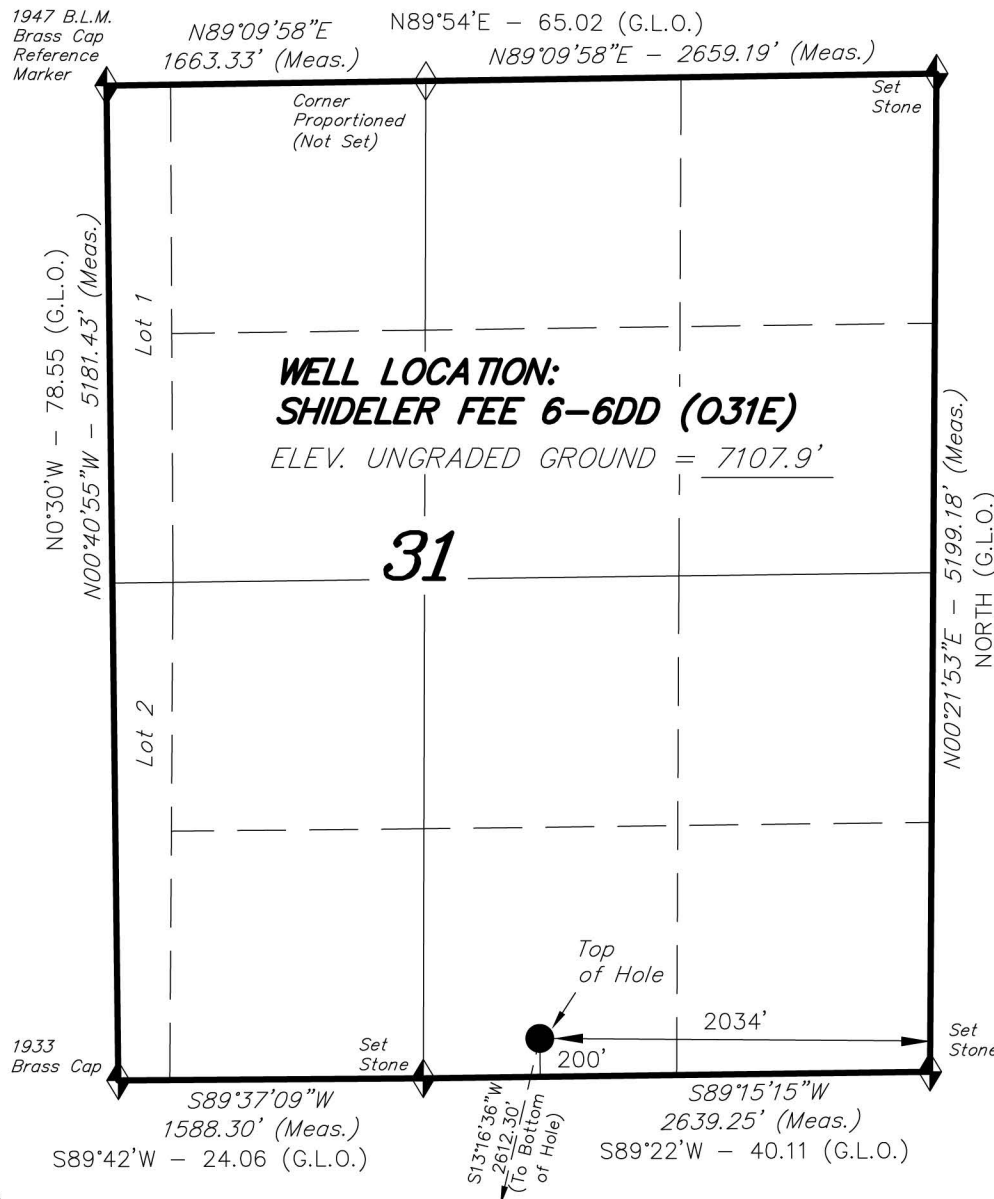 1947 B.L.M.
Brass Cap
Reference
Marker
N89°09'58"E
1663.33' (Meas.)
N89°54'E – 65.02 (G.L.O.)
N89°09'58"E – 2659.19' (Meas.)
Corner
Proportioned
(Not Set)
Set
Stone
N0°30'W – 78.55 (G.L.O.)
N00°40'55"W – 5181.43' (Meas.)
Lot 1
WELL LOCATION:
SHIDELER FEE 6–6DD (O31E)
ELEV. UNGRADED GROUND = 7107.9'
31
N00°21'53"E – 5199.18' (Meas.)
NORTH (G.L.O.)
Lot 2
Top
of Hole
2034'
200'
1933
Brass Cap
Set
Stone
Set
Stone
S89°37'09"W
1588.30' (Meas.)
S89°42'W – 24.06 (G.L.O.)
S13°16'36"W
2612.30'
(To Bottom
of Hole)
S89°15'15"W
2639.25' (Meas.)
S89°22'W – 40.11 (G.L.O.)